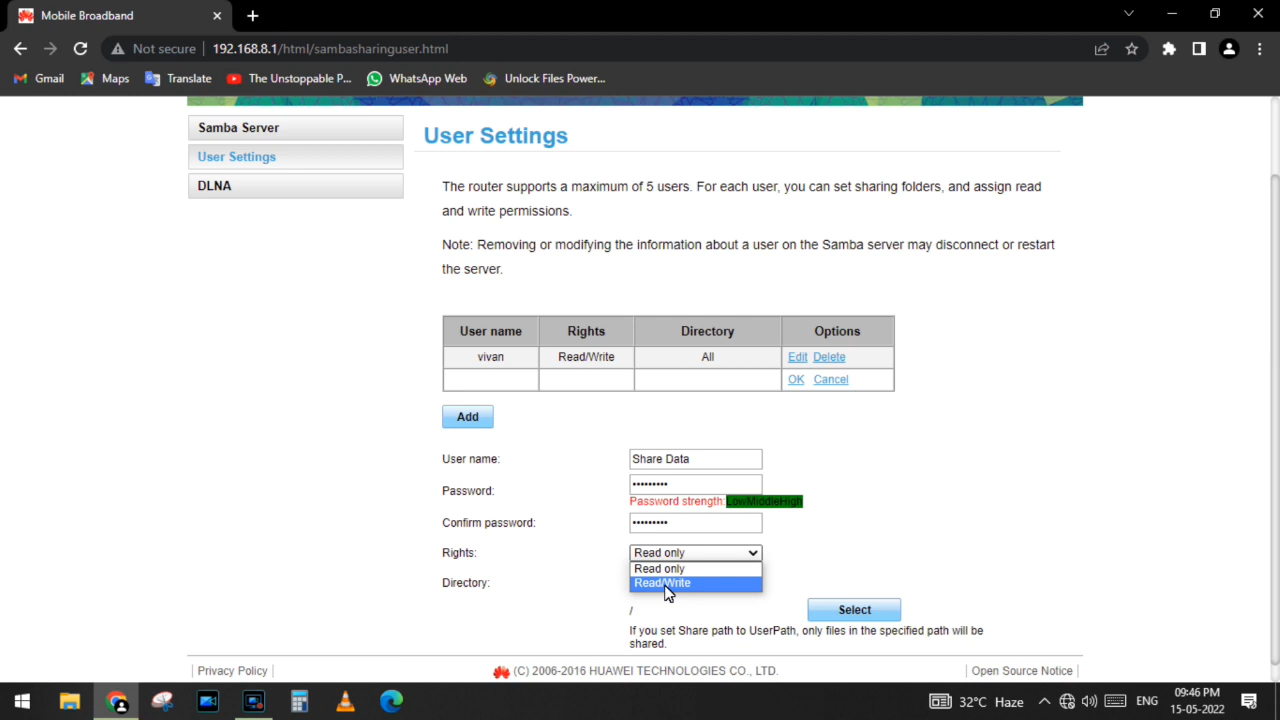 Mobile Broadband
Not secure 192.168.8.1/html/sambasharinguser.html
Gmail Maps Translate The Unstoppable P... WhatsApp Web Unlock Files Power...
Samba Server
User Settings
DLNA
User Settings
The router supports a maximum of 5 users. For each user, you can set sharing folders, and assign read
and write permissions.
Note: Removing or modifying the information about a user on the Samba server may disconnect or restart
the server.
User name Rights Directory Options
vivan Read/Write All Edit Delete
OK Cancel
Add
User name: Share Data
Password: •••••••••
Password strength:LowMiddleHigh
Confirm password: •••••••••
Rights: Read only
Read only
Read/Write
Directory:
/ Select
If you set Share path to UserPath, only files in the specified path will be
shared.
Privacy Policy (C) 2006-2016 HUAWEI TECHNOLOGIES CO., LTD. Open Source Notice
32°C Haze ENG 09:46 PM
15-05-2022